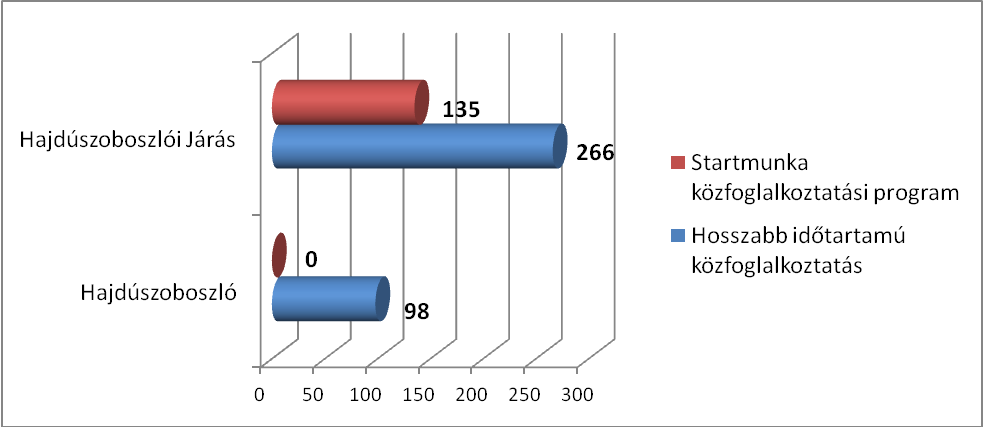 Hajdúszoboszlói Járás
135
266
Hajdúszoboszló
0
98
0 50 100 150 200 250 300
Startmunka
közfoglalkoztatási program
Hosszabb időtartamú
közfoglalkoztatás